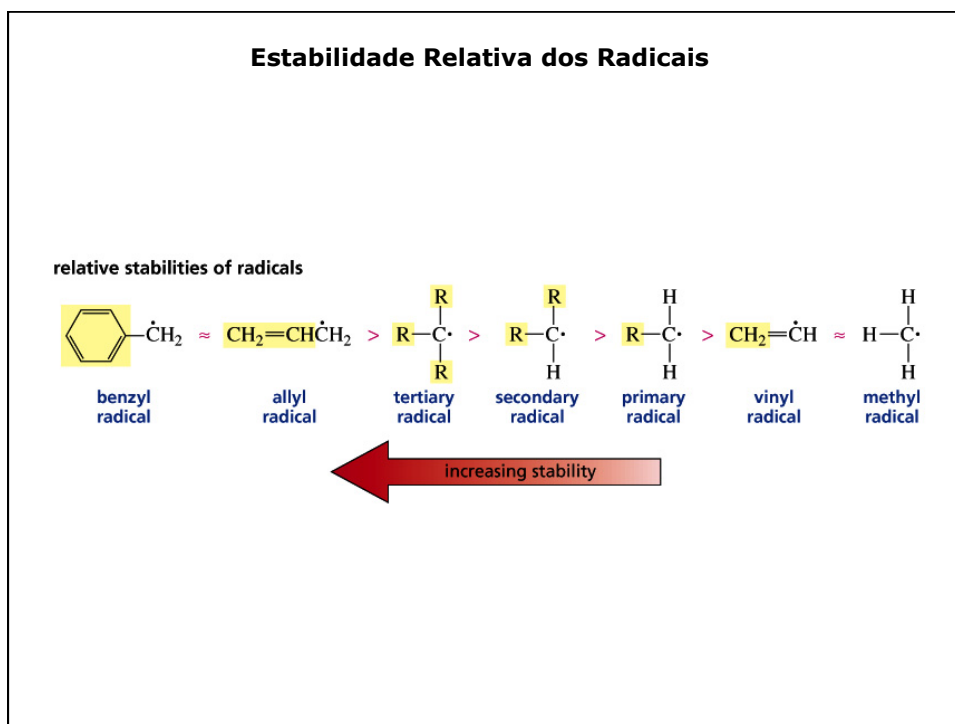 Estabilidade Relativa dos Radicais
relative stabilities of radicals
R R H H
ĊH₂ ≈ CH₂=CHĊH₂ > R—C· > R—C· > R—C· > CH₂=ĊH ≈ H—C·
R H H H
benzyl radical
allyl radical
tertiary radical
secondary radical
primary radical
vinyl radical
methyl radical
increasing stability